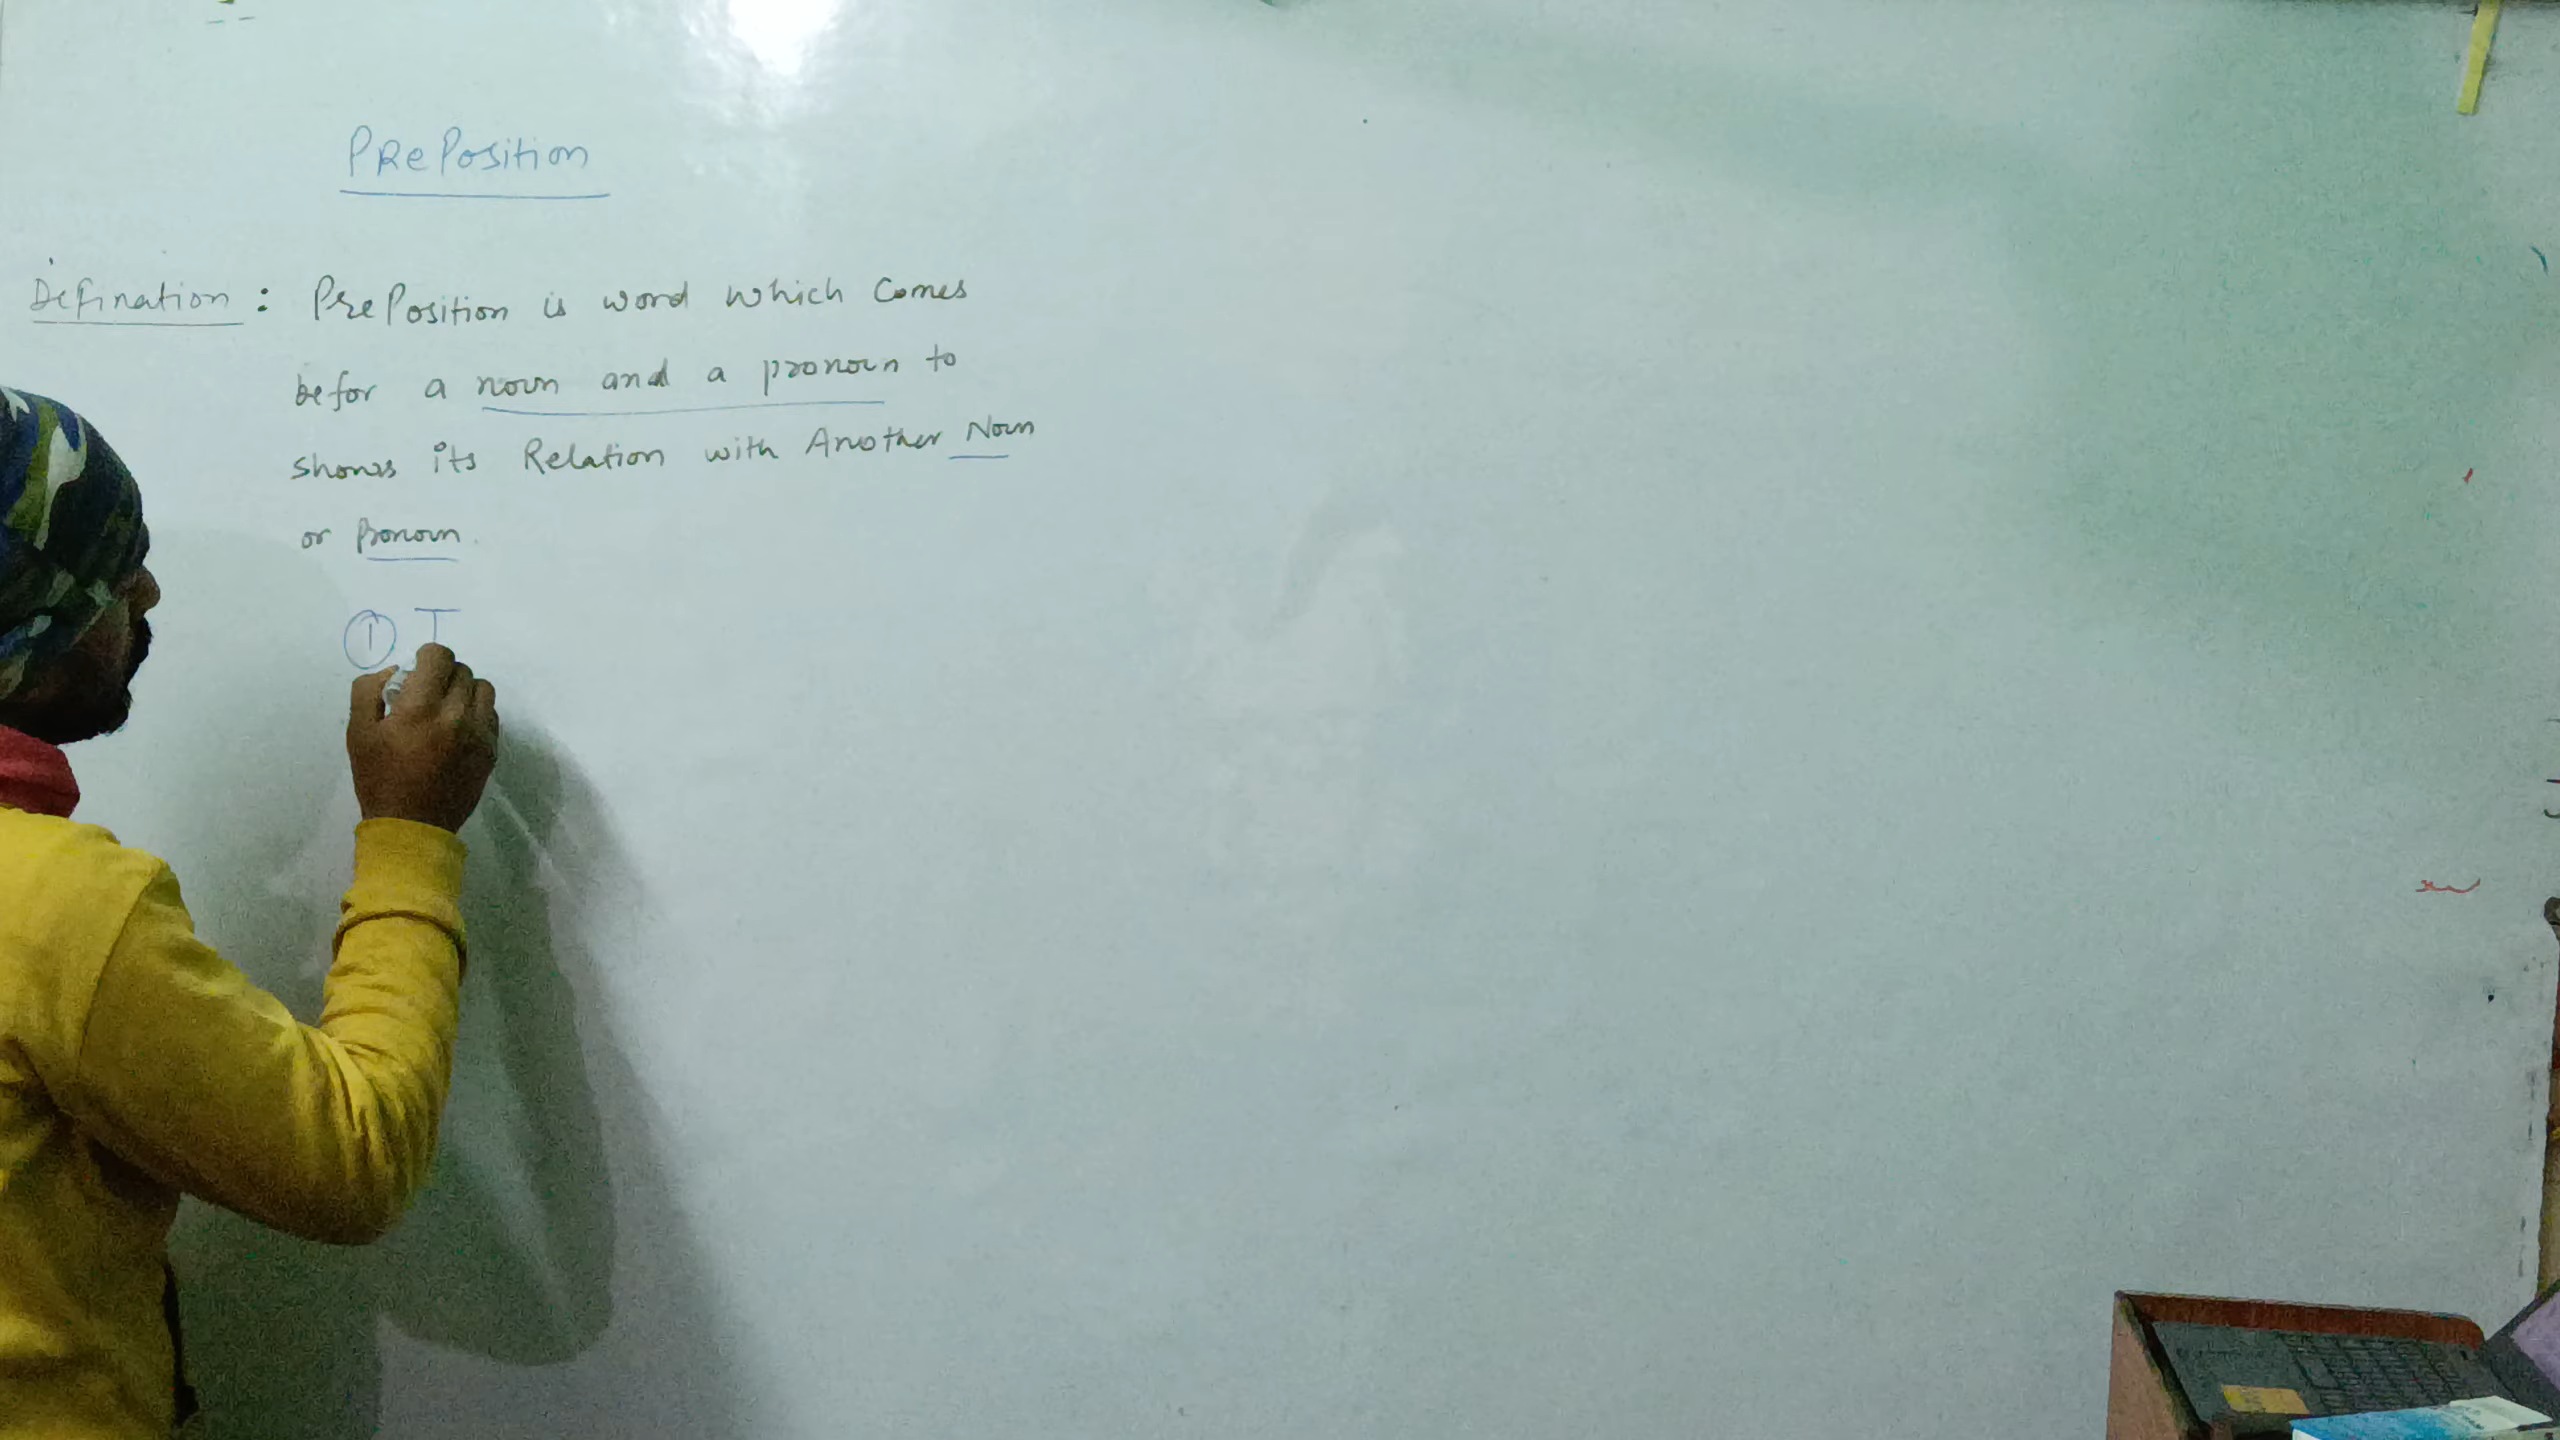 PRePosition
Defination : PrePosition is word which comes
befor a noun and a pronoun to
shows its Relation with Another Noun
or pronoun.
① T